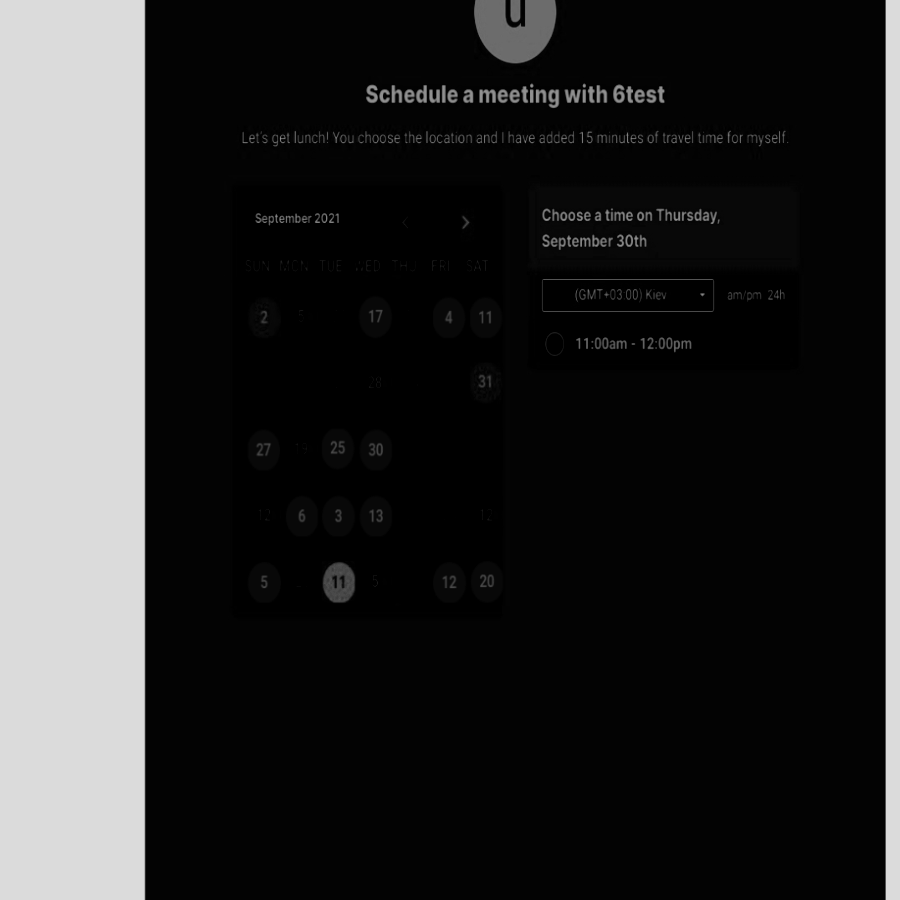 u
Schedule a meeting with 6test
Let's get lunch! You choose the location and I have added 15 minutes of travel time for myself.
September 2021
SUN MON TUE WED THU FRI SAT
2 5 17 4 11
28 31
27 25 30
12 6 3 13 12
5 11 5 12 20
Choose a time on Thursday,
September 30th
(GMT+03:00) Kiev am/pm 24h
11:00am - 12:00pm